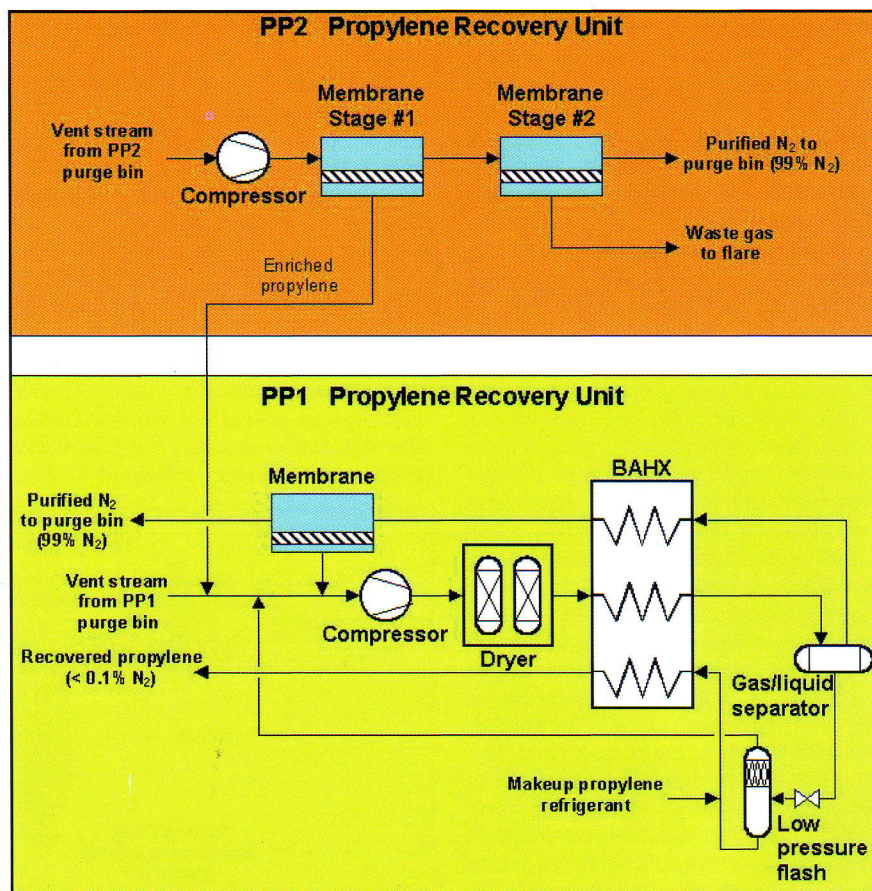 PP2 Propylene Recovery Unit
Membrane
Stage #1
Membrane
Stage #2
Vent stream
from PP2
purge bin
Compressor
Purified N2 to
purge bin (99% N2)
Waste gas
to flare
Enriched
propylene
PP1 Propylene Recovery Unit
BAHX
Membrane
Purified N2
to purge bin
(99% N2)
Vent stream
from PP1
purge bin
Compressor
Dryer
Recovered propylene
(< 0.1% N2)
Gas/liquid
separator
Makeup propylene
refrigerant
Low
pressure
flash